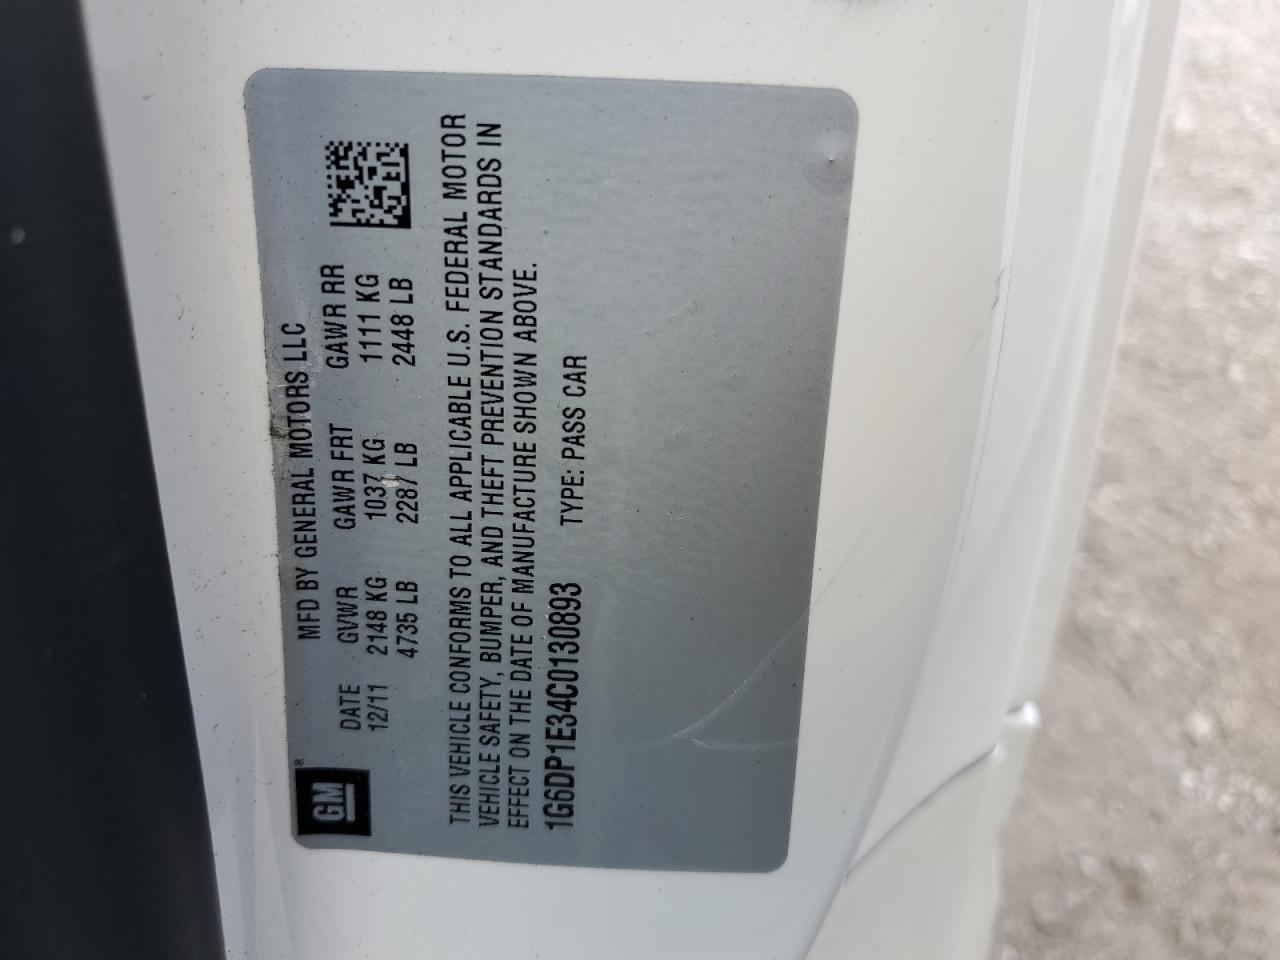 GM ®
MFD BY GENERAL MOTORS LLC
DATE GVWR GAWR FRT GAWR RR
12/11 2148 KG 1037 KG 1111 KG
4735 LB 2287 LB 2448 LB
THIS VEHICLE CONFORMS TO ALL APPLICABLE U.S. FEDERAL MOTOR
VEHICLE SAFETY, BUMPER, AND THEFT PREVENTION STANDARDS IN
EFFECT ON THE DATE OF MANUFACTURE SHOWN ABOVE.
1G6DP1E34C0130893 TYPE: PASS CAR